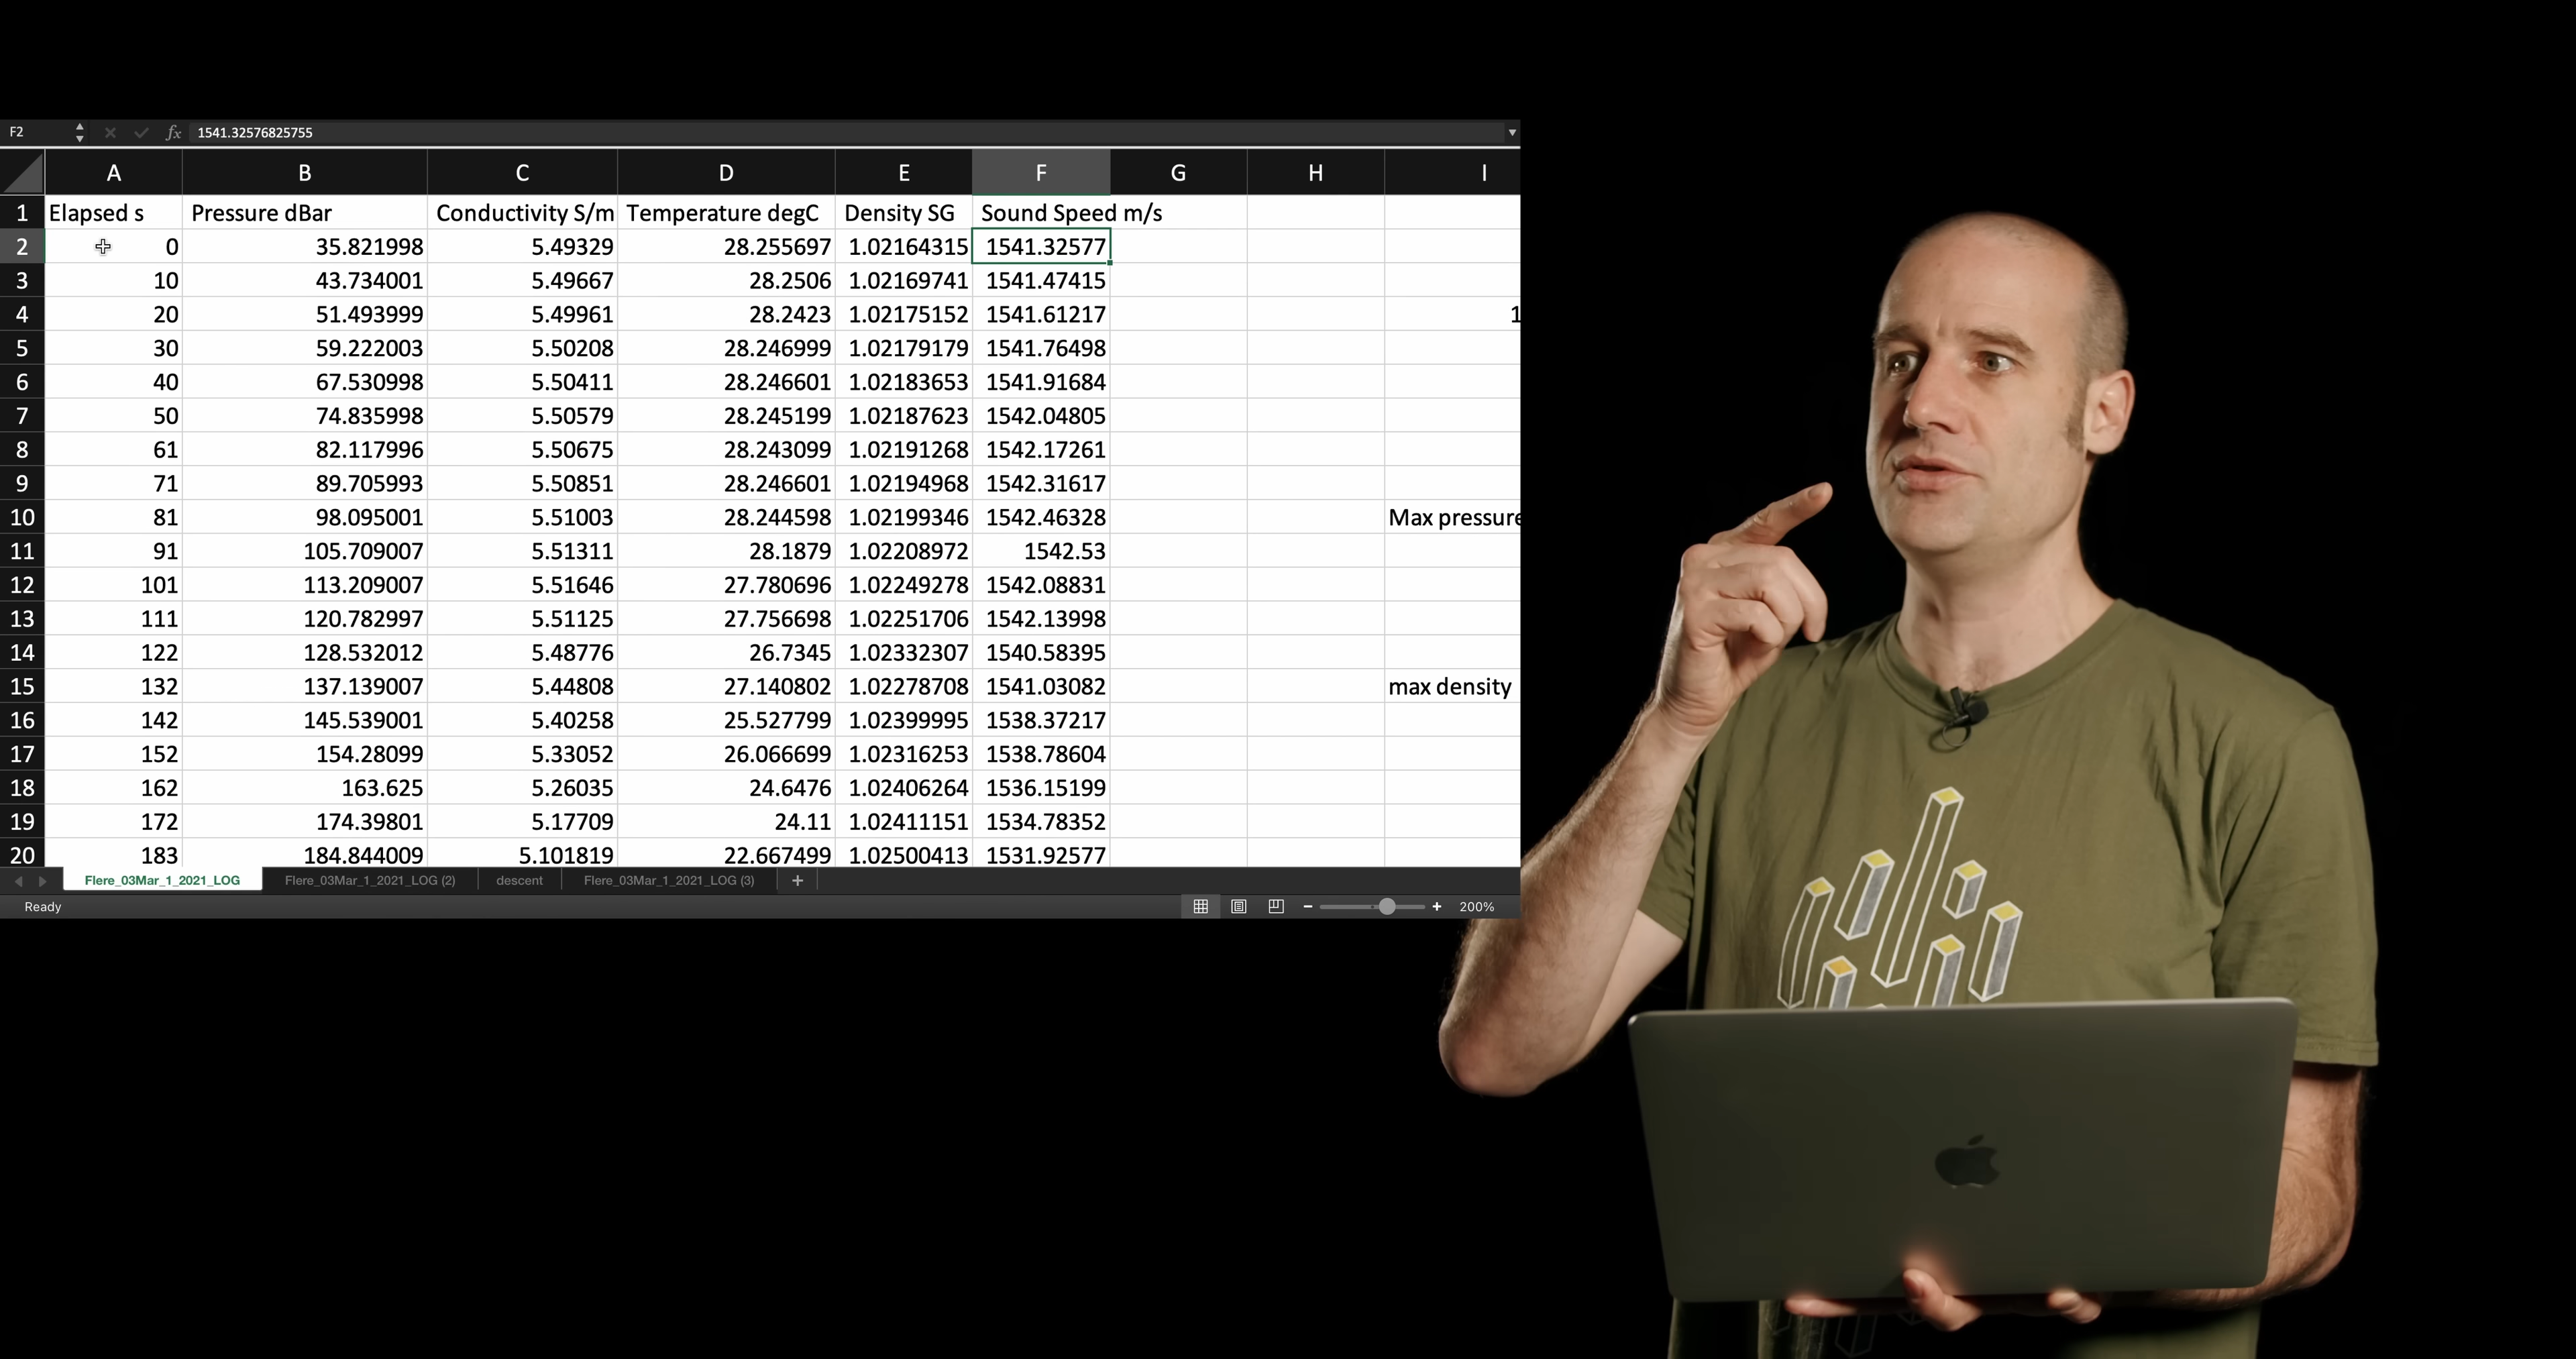 F2 fx 1541.32576825755
A B C D E F G H I
1 Elapsed s Pressure dBar Conductivity S/m Temperature degC Density SG Sound Speed m/s
2 0 35.821998 5.49329 28.255697 1.02164315 1541.32577
3 10 43.734001 5.49667 28.2506 1.02169741 1541.47415
4 20 51.493999 5.49961 28.2423 1.02175152 1541.61217 1
5 30 59.222003 5.50208 28.246999 1.02179179 1541.76498
6 40 67.530998 5.50411 28.246601 1.02183653 1541.91684
7 50 74.835998 5.50579 28.245199 1.02187623 1542.04805
8 61 82.117996 5.50675 28.243099 1.02191268 1542.17261
9 71 89.705993 5.50851 28.246601 1.02194968 1542.31617
10 81 98.095001 5.51003 28.244598 1.02199346 1542.46328 Max pressure
11 91 105.709007 5.51311 28.1879 1.02208972 1542.53
12 101 113.209007 5.51646 27.780696 1.02249278 1542.08831
13 111 120.782997 5.51125 27.756698 1.02251706 1542.13998
14 122 128.532012 5.48776 26.7345 1.02332307 1540.58395
15 132 137.139007 5.44808 27.140802 1.02278708 1541.03082 max density
16 142 145.539001 5.40258 25.527799 1.02399995 1538.37217
17 152 154.28099 5.33052 26.066699 1.02316253 1538.78604
18 162 163.625 5.26035 24.6476 1.02406264 1536.15199
19 172 174.39801 5.17709 24.11 1.02411151 1534.78352
20 183 184.844009 5.101819 22.667499 1.02500413 1531.92577
Flere_03Mar_1_2021_LOG Flere_03Mar_1_2021_LOG (2) descent Flere_03Mar_1_2021_LOG (3) +
Ready − + 200%